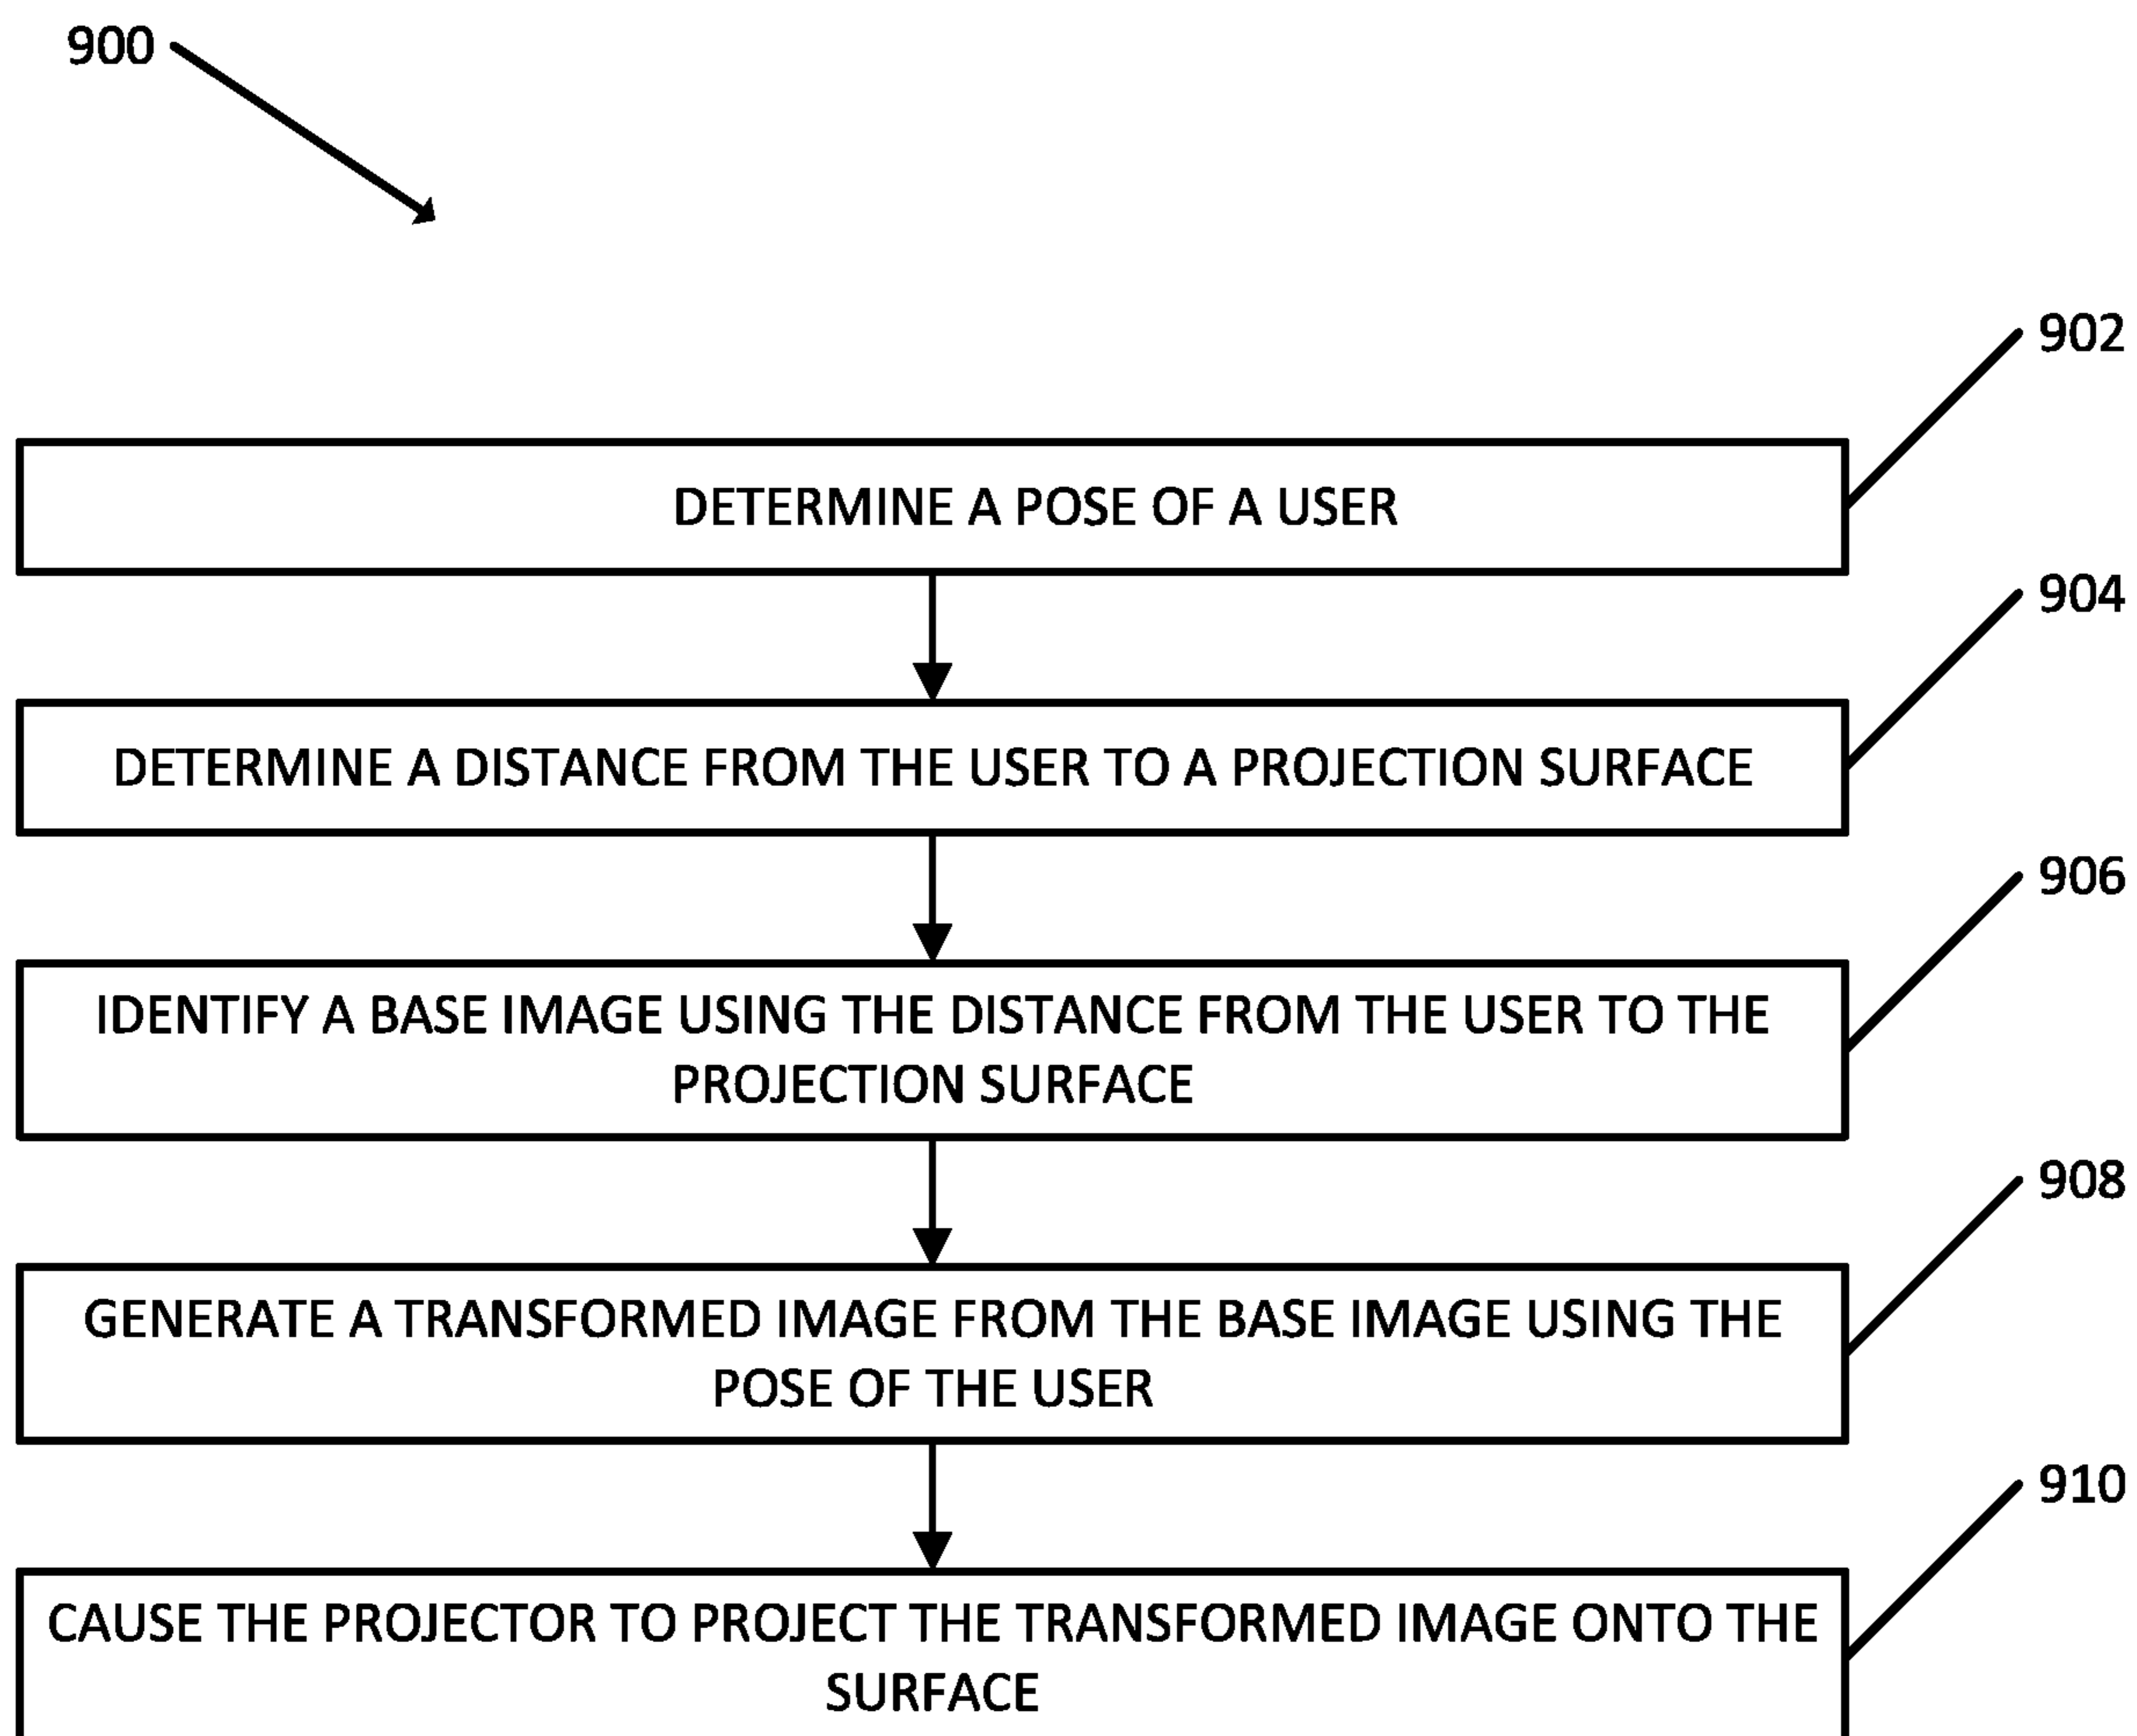 900
902
DETERMINE A POSE OF A USER
904
DETERMINE A DISTANCE FROM THE USER TO A PROJECTION SURFACE
906
IDENTIFY A BASE IMAGE USING THE DISTANCE FROM THE USER TO THE
PROJECTION SURFACE
908
GENERATE A TRANSFORMED IMAGE FROM THE BASE IMAGE USING THE
POSE OF THE USER
910
CAUSE THE PROJECTOR TO PROJECT THE TRANSFORMED IMAGE ONTO THE
SURFACE